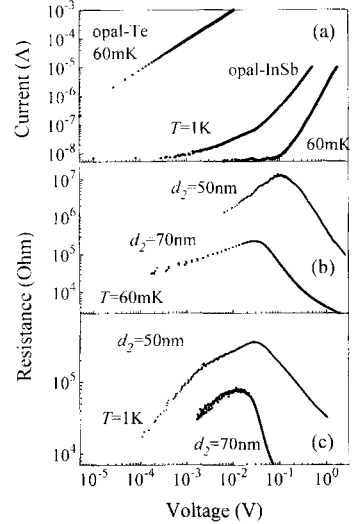 opal-Te
60mK
(a)
opal-InSb
T=1K
60mK
Current (A)
10⁻³
10⁻⁴
10⁻⁵
10⁻⁶
10⁻⁷
10⁻⁸
d₂=50nm
d₂=70nm
(b)
T=60mK
10⁷
10⁶
10⁵
10⁴
Resistance (Ohm)
d₂=50nm
T=1K
(c)
d₂=70nm
10⁵
10⁴
10⁻⁵ 10⁻⁴ 10⁻³ 10⁻² 10⁻¹ 10⁰
Voltage (V)